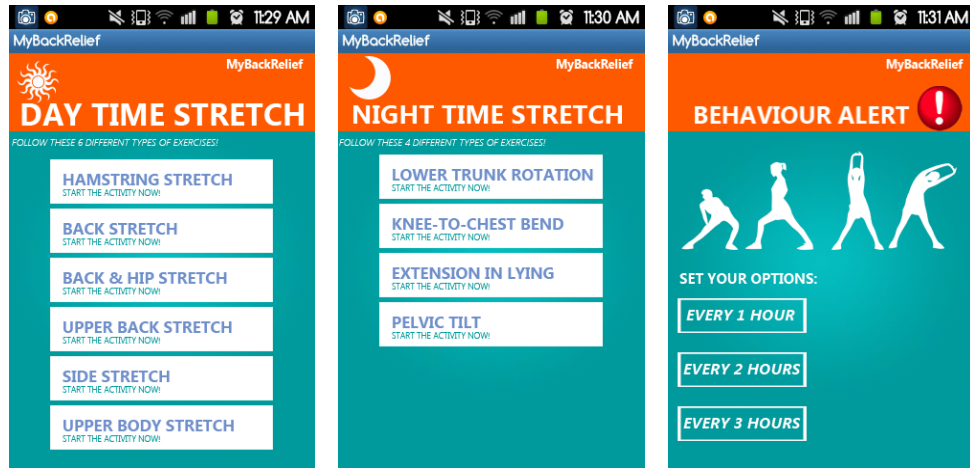 11:29 AM
MyBackRelief
MyBackRelief
DAY TIME STRETCH
FOLLOW THESE 6 DIFFERENT TYPES OF EXERCISES!
HAMSTRING STRETCH
START THE ACTIVITY NOW!
BACK STRETCH
START THE ACTIVITY NOW!
BACK & HIP STRETCH
START THE ACTIVITY NOW!
UPPER BACK STRETCH
START THE ACTIVITY NOW!
SIDE STRETCH
START THE ACTIVITY NOW!
UPPER BODY STRETCH
START THE ACTIVITY NOW!
11:30 AM
MyBackRelief
MyBackRelief
NIGHT TIME STRETCH
FOLLOW THESE 4 DIFFERENT TYPES OF EXERCISES!
LOWER TRUNK ROTATION
START THE ACTIVITY NOW!
KNEE-TO-CHEST BEND
START THE ACTIVITY NOW!
EXTENSION IN LYING
START THE ACTIVITY NOW!
PELVIC TILT
START THE ACTIVITY NOW!
11:31 AM
MyBackRelief
MyBackRelief
BEHAVIOUR ALERT !
SET YOUR OPTIONS:
EVERY 1 HOUR
EVERY 2 HOURS
EVERY 3 HOURS